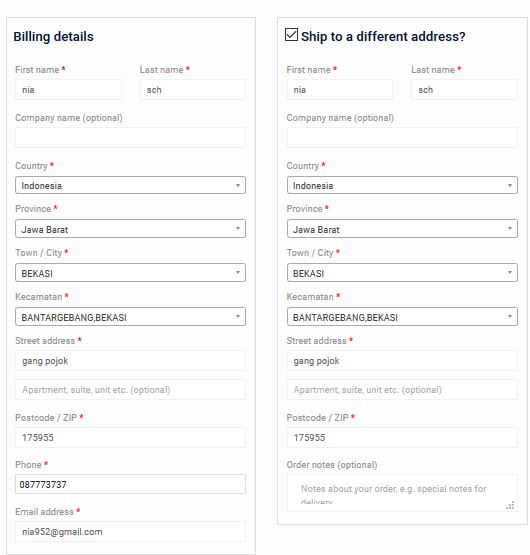 Billing details
First name *
Last name *
nia
sch
Company name (optional)
Country *
Indonesia
Province *
Jawa Barat
Town / City *
BEKASI
Kecamatan *
BANTARGEBANG,BEKASI
Street address *
gang pojok
Apartment, suite, unit etc. (optional)
Postcode / ZIP *
175955
Phone *
087773737
Email address *
nia952@gmail.com
Ship to a different address?
First name *
Last name *
nia
sch
Company name (optional)
Country *
Indonesia
Province *
Jawa Barat
Town / City *
BEKASI
Kecamatan *
BANTARGEBANG,BEKASI
Street address *
gang pojok
Apartment, suite, unit etc. (optional)
Postcode / ZIP *
175955
Order notes (optional)
Notes about your order, e.g. special notes for
delivery.